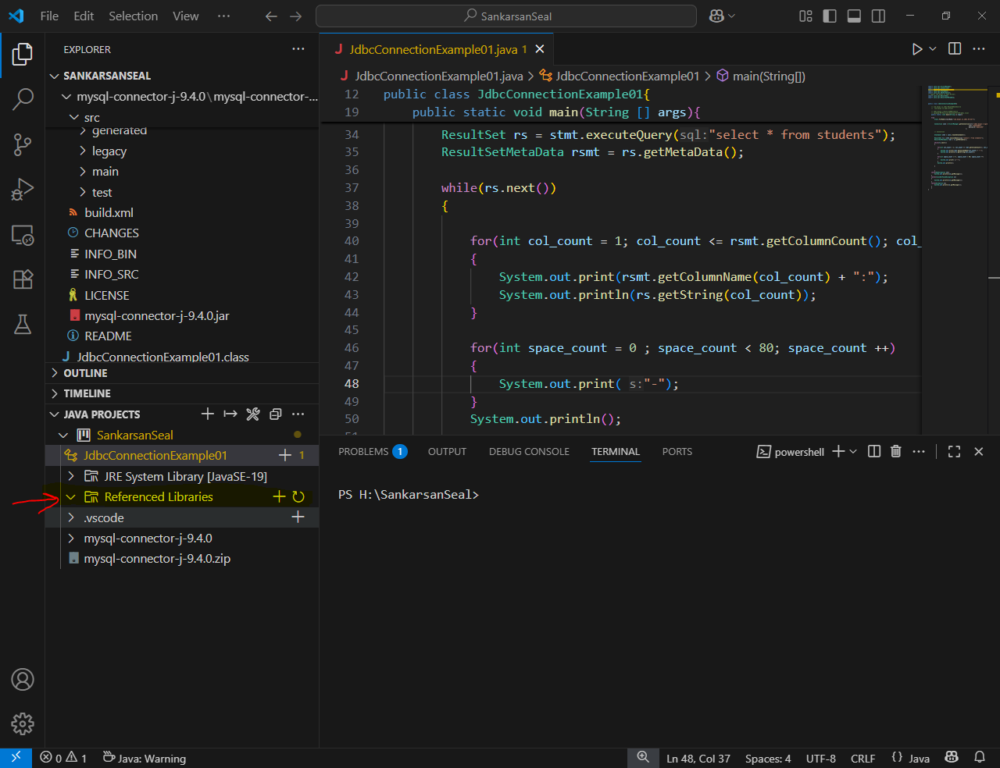 File Edit Selection View ··· SankarsanSeal
EXPLORER
SANKARSANSEAL
mysql-connector-j-9.4.0\mysql-connector-...
src
generated
legacy
main
test
build.xml
CHANGES
INFO_BIN
INFO_SRC
LICENSE
mysql-connector-j-9.4.0.jar
README
JdbcConnectionExample01.class
OUTLINE
TIMELINE
JAVA PROJECTS
SankarsanSeal
JdbcConnectionExample01 1
JRE System Library [JavaSE-19]
Referenced Libraries
.vscode
mysql-connector-j-9.4.0
mysql-connector-j-9.4.0.zip
JdbcConnectionExample01.java 1
JdbcConnectionExample01.java > JdbcConnectionExample01 > main(String[])
12 public class JdbcConnectionExample01{
19 public static void main(String [] args){
34 ResultSet rs = stmt.executeQuery(sql:"select * from students");
35 ResultSetMetaData rsmt = rs.getMetaData();
36
37 while(rs.next())
38 {
39
40 for(int col_count = 1; col_count <= rsmt.getColumnCount(); col_
41 {
42 System.out.print(rsmt.getColumnName(col_count) + ":");
43 System.out.println(rs.getString(col_count));
44 }
45
46 for(int space_count = 0 ; space_count < 80; space_count ++)
47 {
48 System.out.print( s:"-");
49 }
50 System.out.println();
51
PROBLEMS 1 OUTPUT DEBUG CONSOLE TERMINAL PORTS powershell
PS H:\SankarsanSeal>
0 1 Java: Warning Ln 48, Col 37 Spaces: 4 UTF-8 CRLF {} Java